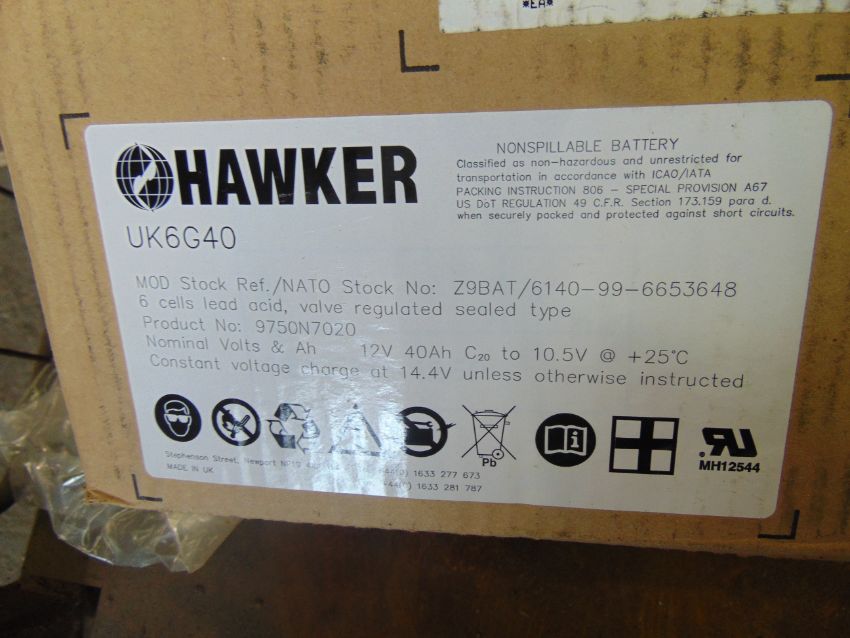 *EA*
HAWKER
UK6G40
NONSPILLABLE BATTERY
Classified as non-hazardous and unrestricted for
transportation in accordance with ICAO/IATA
PACKING INSTRUCTION 806 - SPECIAL PROVISION A67
US DoT REGULATION 49 C.F.R. Section 173.159 para d.
when securely packed and protected against short circuits.
MOD Stock Ref./NATO Stock No: Z9BAT/6140-99-6653648
6 cells lead acid, valve regulated sealed type
Product No: 9750N7020
Nominal Volts & Ah 12V 40Ah C20 to 10.5V @ +25°C
Constant voltage charge at 14.4V unless otherwise instructed
Pb
i
RU
MH12544
Stephenson Street, Newport 1633 277 673
MADE IN UK 1633 281 787